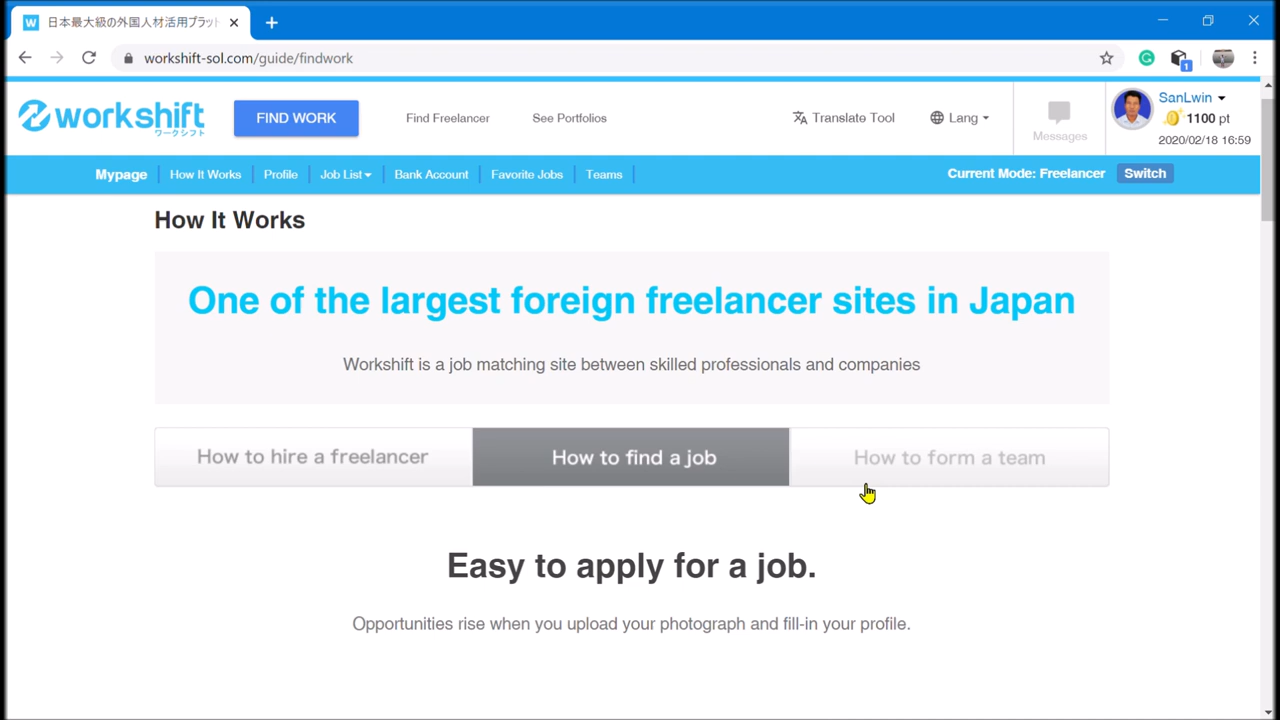 日本最大級の外国人材活用プラット
workshift-sol.com/guide/findwork
1
workshift
ワークシフト
FIND WORK
Find Freelancer
See Portfolios
Translate Tool
Lang
Messages
SanLwin
1100 pt
2020/02/18 16:59
Mypage
How It Works
Profile
Job List
Bank Account
Favorite Jobs
Teams
Current Mode: Freelancer
Switch
How It Works
One of the largest foreign freelancer sites in Japan
Workshift is a job matching site between skilled professionals and companies
How to hire a freelancer
How to find a job
How to form a team
Easy to apply for a job.
Opportunities rise when you upload your photograph and fill-in your profile.